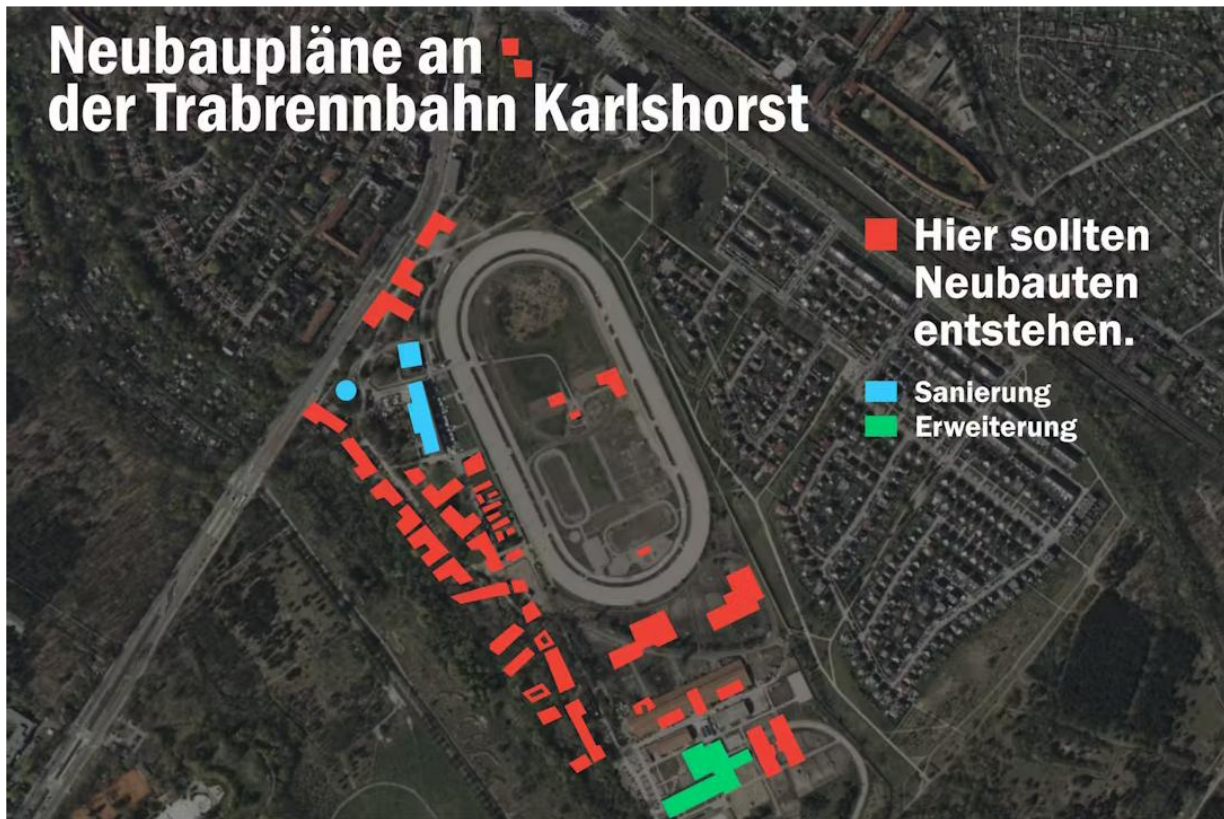 Neubaupläne an
der Trabrennbahn Karlshorst
Hier sollten
Neubauten
entstehen.
Sanierung
Erweiterung